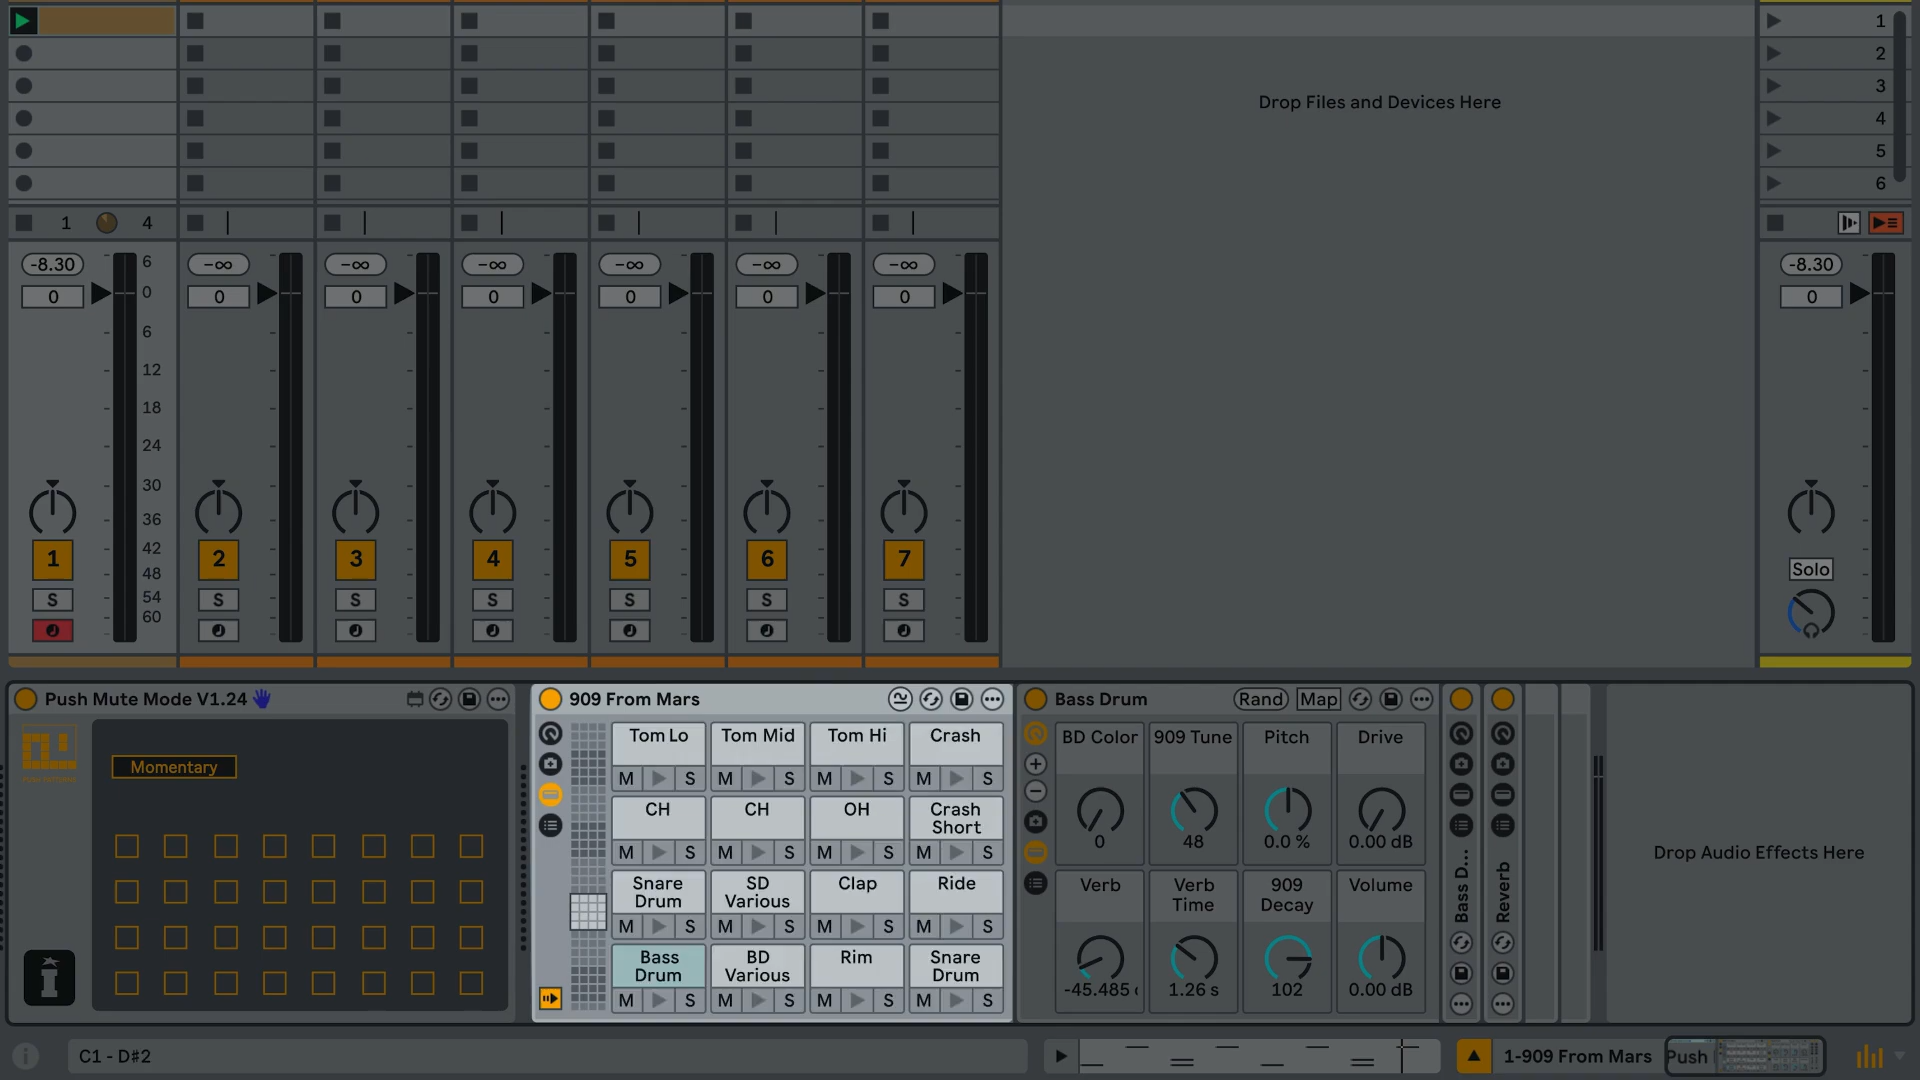 1
2
3
4
5
6
Drop Files and Devices Here
1 4
-8.30 -∞ -∞ -∞ -∞ -∞ -∞ -8.30
0 0 0 0 0 0 0 0
6
0
6
12
18
24
30
36
42
48
54
60
1 2 3 4 5 6 7
Solo
S S S S S S S
Push Mute Mode V1.24
Momentary
909 From Mars
Tom Lo Tom Mid Tom Hi Crash
M S M S M S M S
CH CH OH Crash Short
M S M S M S M S
Snare Drum SD Various Clap Ride
M S M S M S M S
Bass Drum BD Various Rim Snare Drum
M S M S M S M S
Bass Drum Rand Map
BD Color 909 Tune Pitch Drive
0 48 0.0 % 0.00 dB
Verb Verb Time 909 Decay Volume
-45.485 1.26 s 102 0.00 dB
Bass D...
Reverb
Drop Audio Effects Here
C1 - D#2
1-909 From Mars
Push